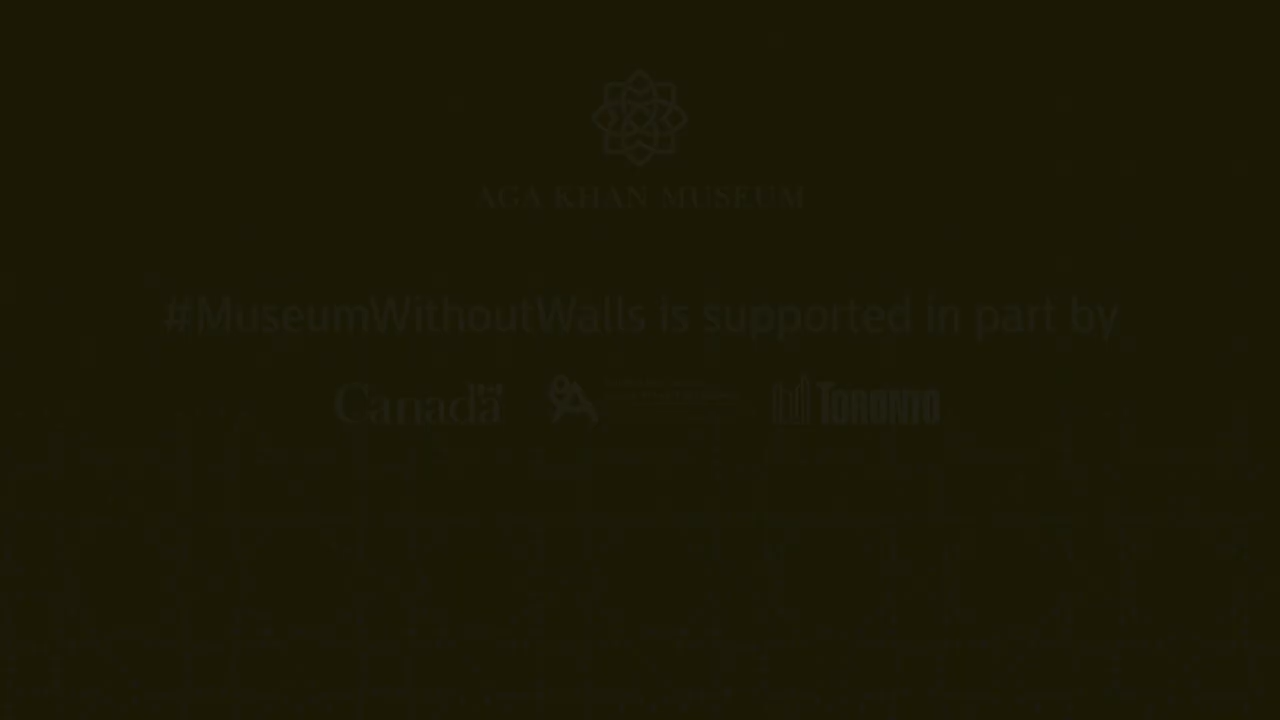 AGA KHAN MUSEUM
#MuseumWithoutWalls is supported in part by
Canada
TORONTO